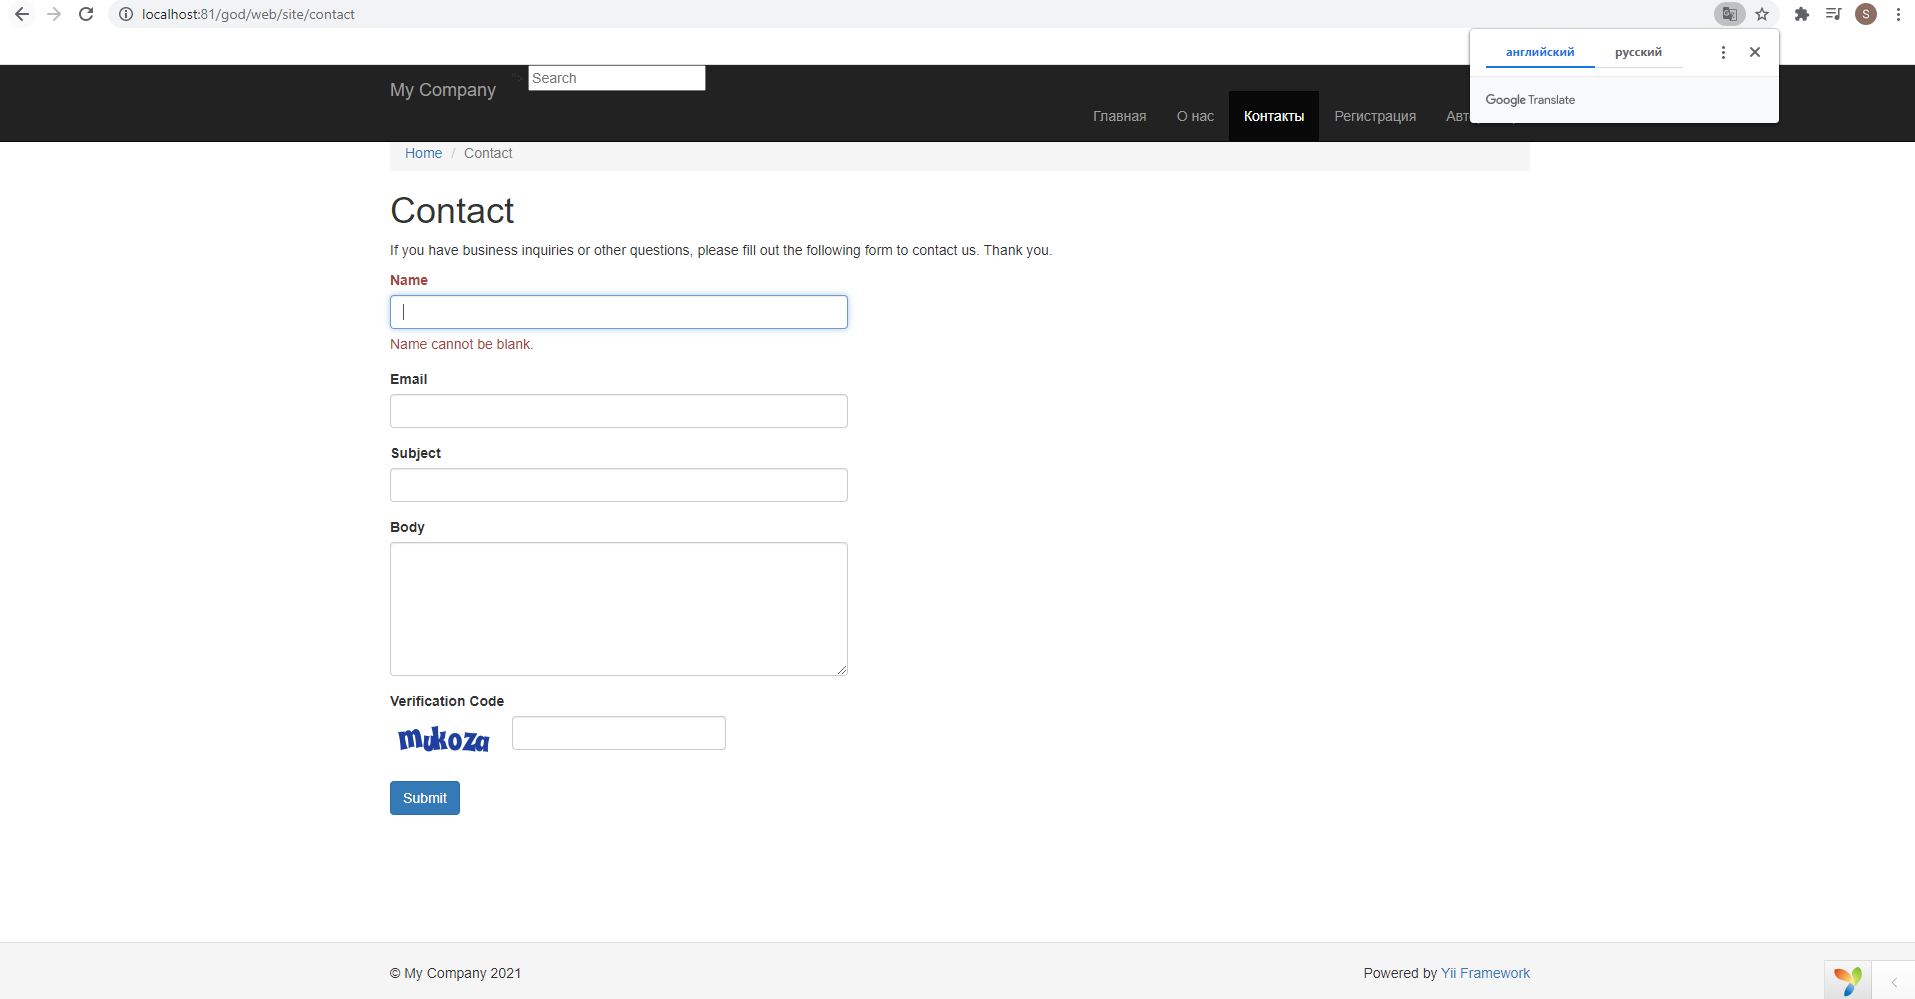 localhost:81/god/web/site/contact
S
английский русский
Google Translate
My Company
Search
Главная О нас Контакты Регистрация
Home / Contact
Contact
If you have business inquiries or other questions, please fill out the following form to contact us. Thank you.
Name
Name cannot be blank.
Email
Subject
Body
Verification Code
mukoza
Submit
© My Company 2021
Powered by Yii Framework